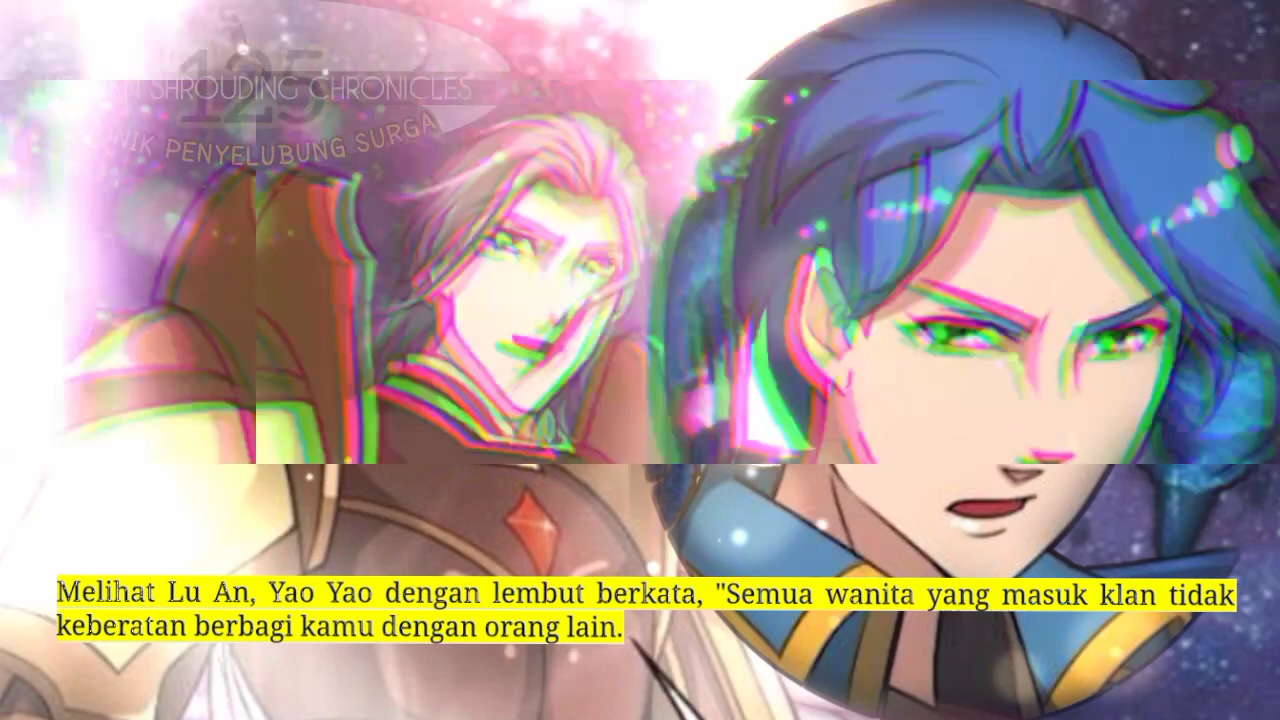 125
SHROUDING CHRONICLES
PENYELUBUNG SURGA
Melihat Lu An, Yao Yao dengan lembut berkata, "Semua wanita yang masuk klan tidak
keberatan berbagi kamu dengan orang lain.